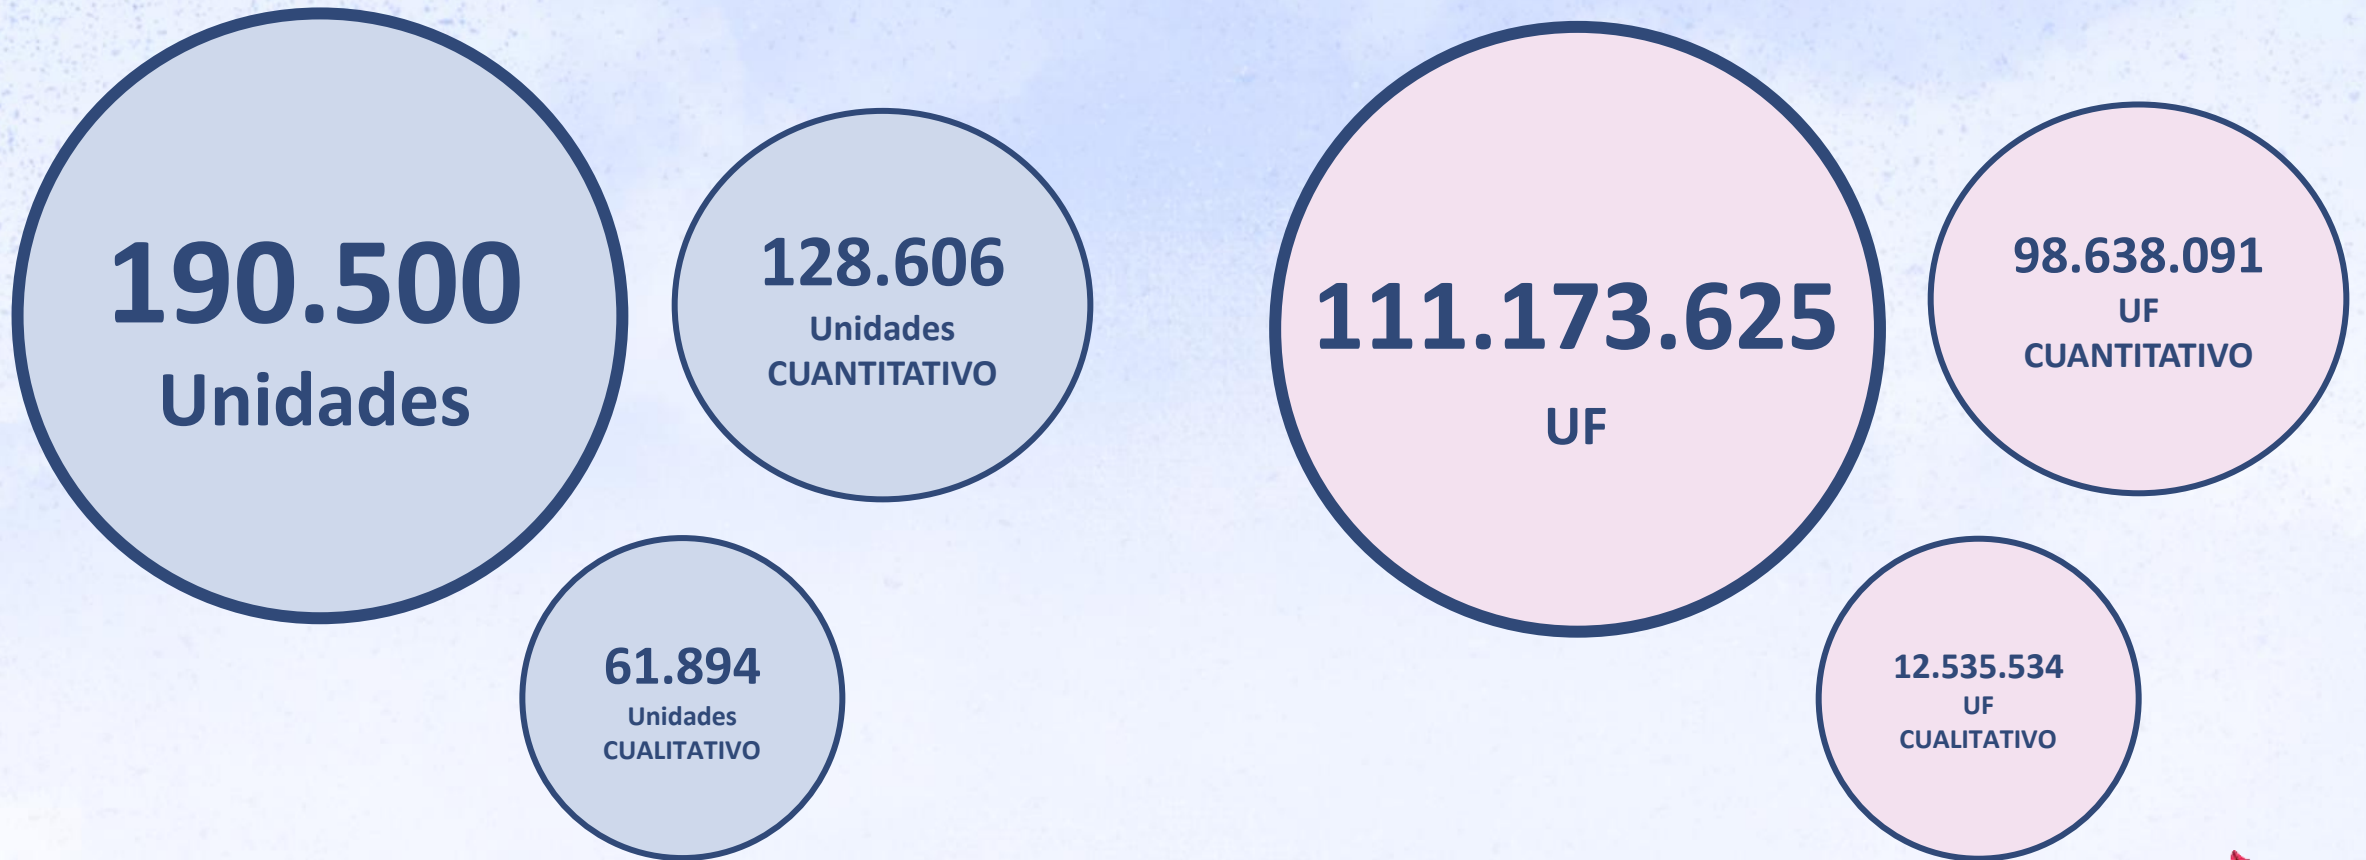 190.500
Unidades
128.606
Unidades
CUANTITATIVO
61.894
Unidades
CUALITATIVO
111.173.625
UF
98.638.091
UF
CUANTITATIVO
12.535.534
UF
CUALITATIVO